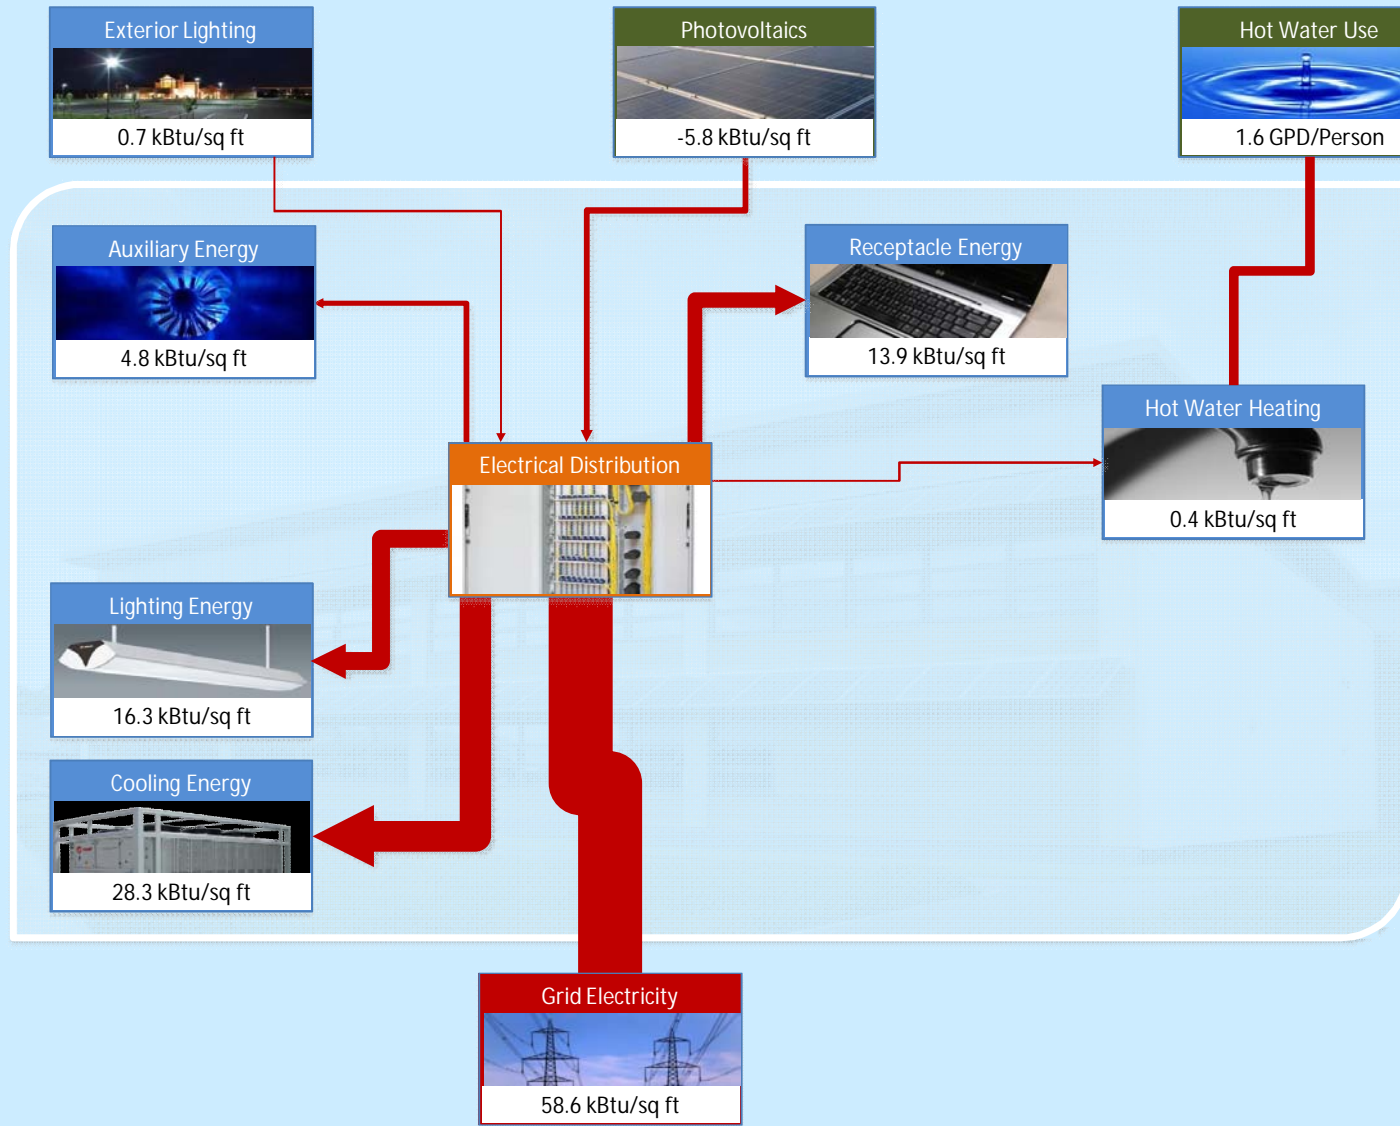 Exterior Lighting
0.7 kBtu/sq ft
Photovoltaics
-5.8 kBtu/sq ft
Hot Water Use
1.6 GPD/Person
Auxiliary Energy
4.8 kBtu/sq ft
Receptacle Energy
13.9 kBtu/sq ft
Hot Water Heating
0.4 kBtu/sq ft
Electrical Distribution
Lighting Energy
16.3 kBtu/sq ft
Cooling Energy
28.3 kBtu/sq ft
Grid Electricity
58.6 kBtu/sq ft